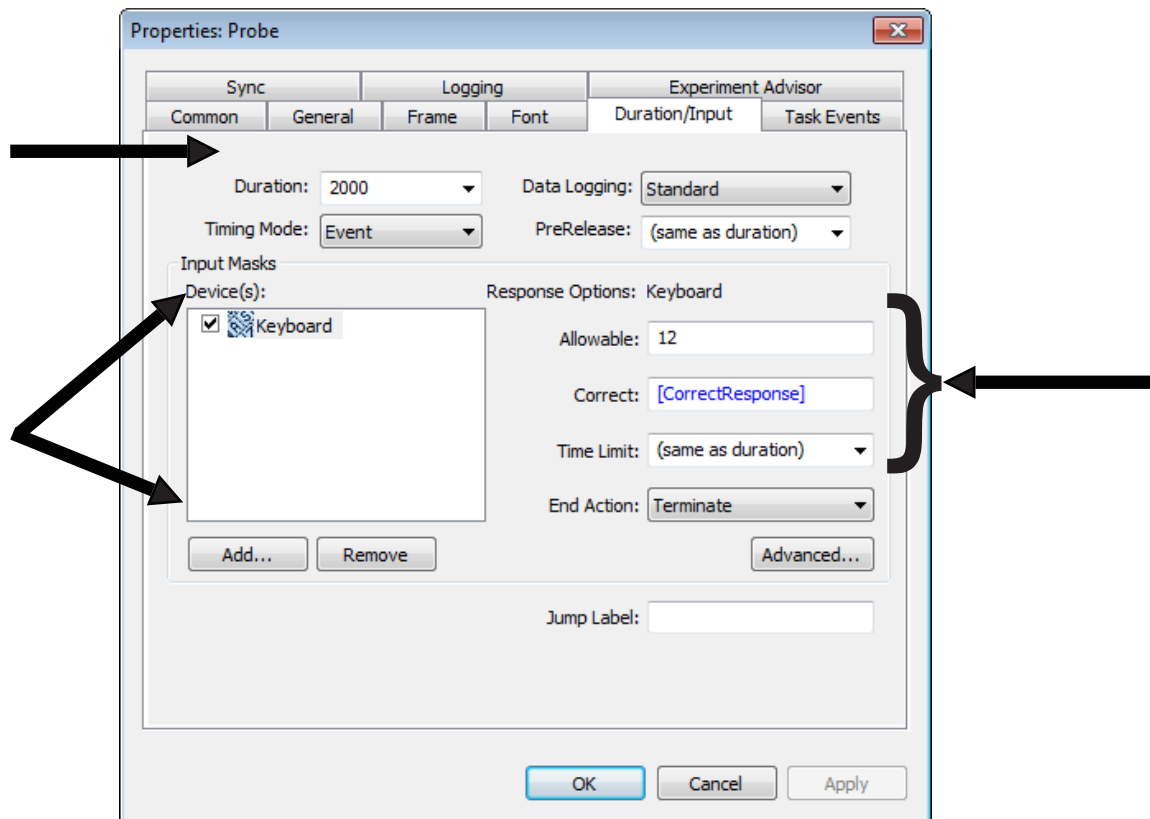 Properties: Probe
Sync Logging Experiment Advisor
Common General Frame Font Duration/Input Task Events
Duration: 2000 Data Logging: Standard
Timing Mode: Event PreRelease: (same as duration)
Input Masks
Device(s): Response Options: Keyboard
Keyboard
Allowable: 12
Correct: [CorrectResponse]
Time Limit: (same as duration)
End Action: Terminate
Add... Remove Advanced...
Jump Label:
OK Cancel Apply